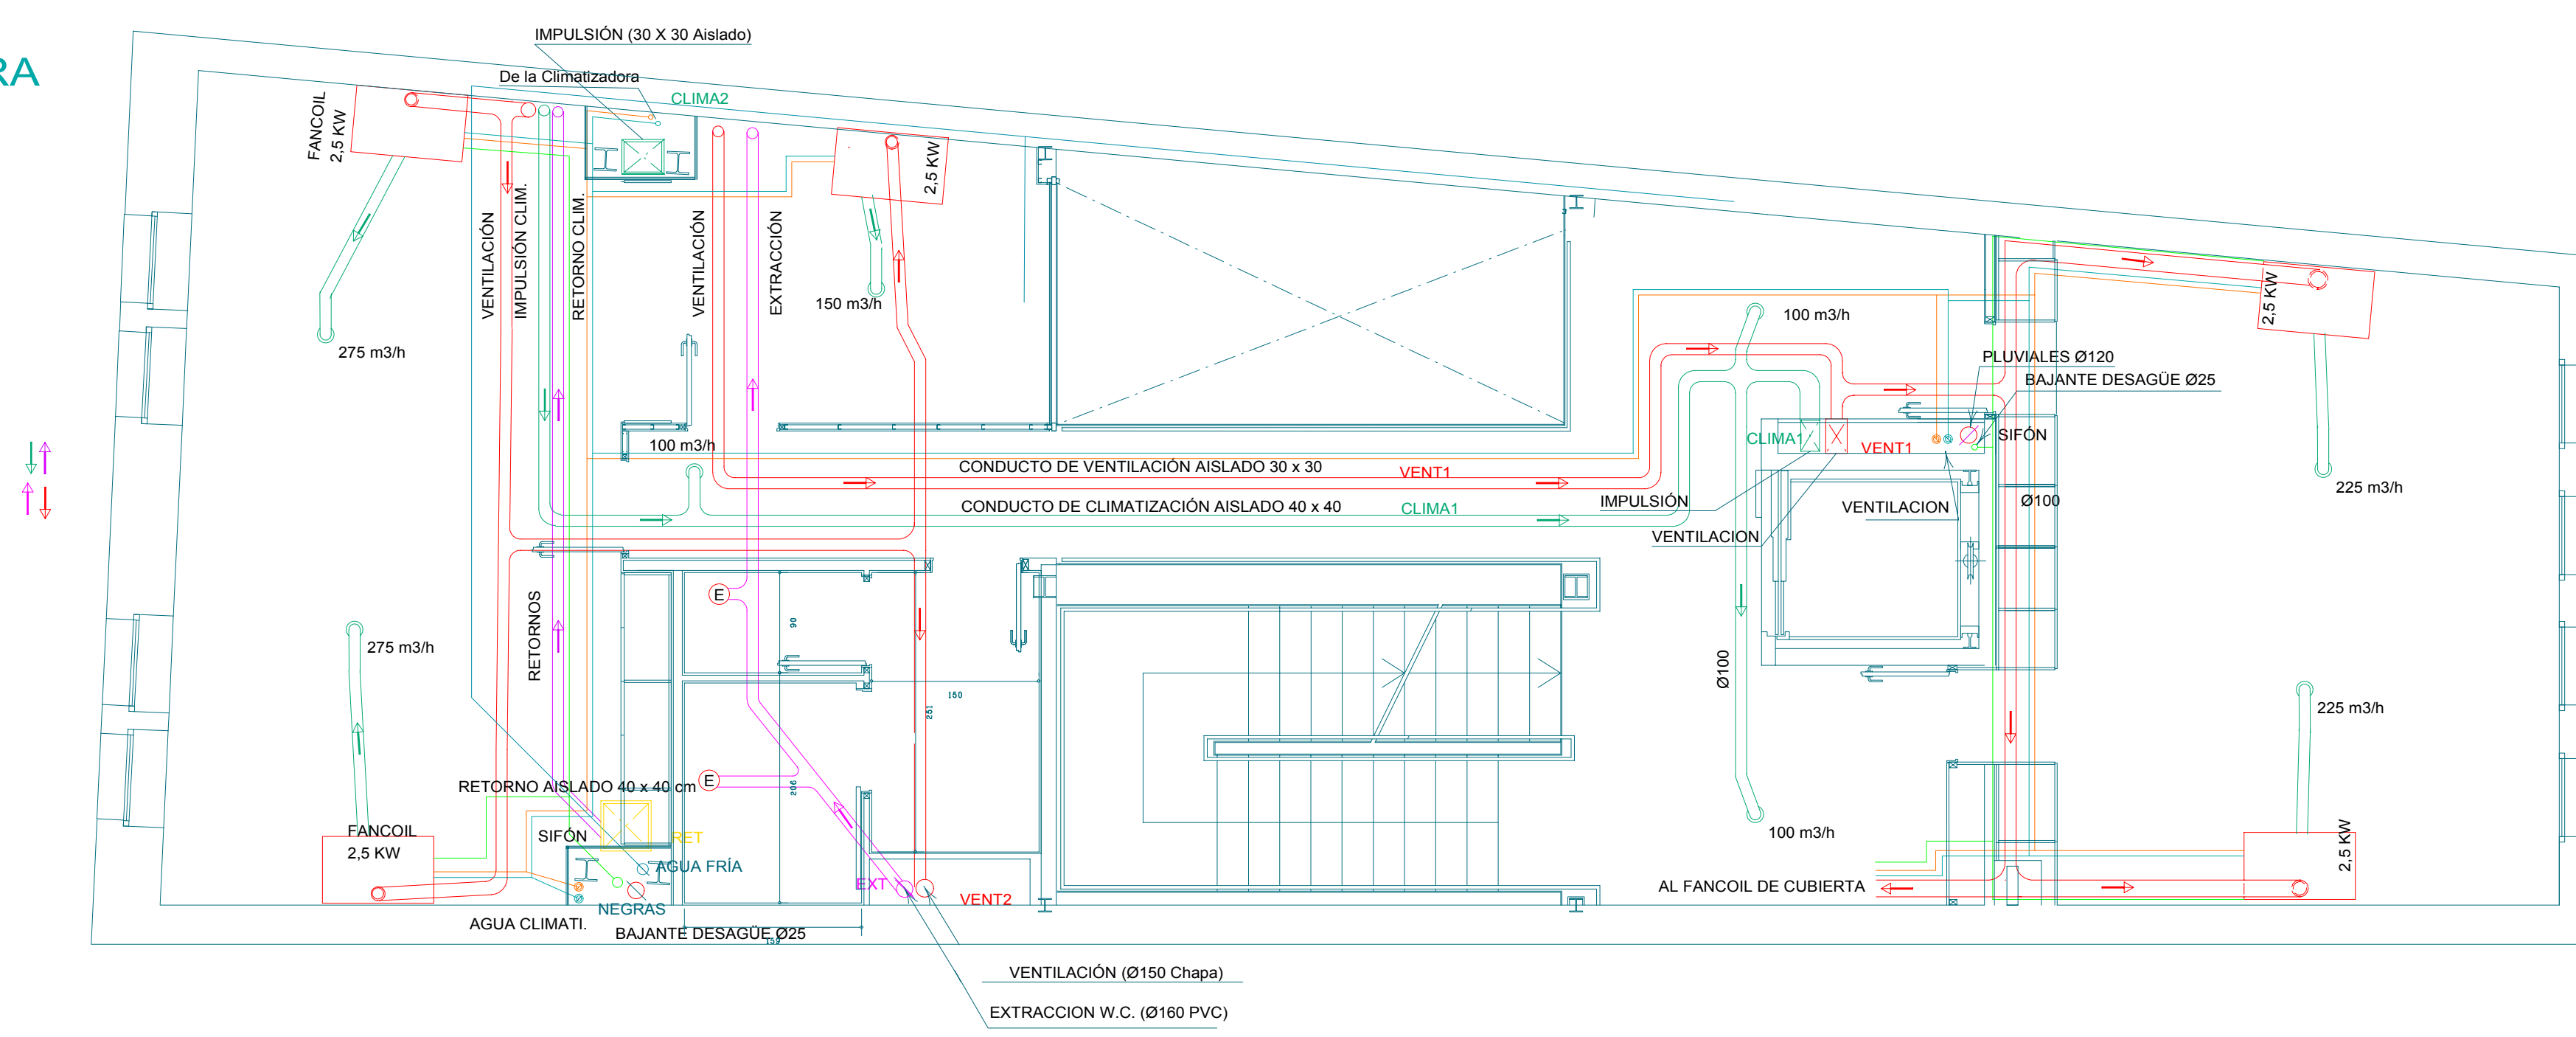 IMPULSIÓN (30 X 30 Aislado)
RA
De la Climatizadora
CLIMA2
FANCOIL
2,5 KW
2,5 KW
VENTILACIÓN
IMPULSIÓN CLIM.
RETORNO CLIM.
VENTILACIÓN
EXTRACCIÓN
150 m3/h
275 m3/h
100 m3/h
2,5 KW
PLUVIALES Ø120
BAJANTE DESAGÜE Ø25
100 m3/h
CLIMA1
VENT1
SIFÓN
CONDUCTO DE VENTILACIÓN AISLADO 30 x 30
VENT1
225 m3/h
IMPULSIÓN
VENTILACION
Ø100
CONDUCTO DE CLIMATIZACIÓN AISLADO 40 x 40
CLIMA1
VENTILACION
E
90
RETORNOS
275 m3/h
Ø100
150
251
225 m3/h
RETORNO AISLADO 40 x 40 cm
E
206
FANCOIL
2,5 KW
SIFÓN
RET
100 m3/h
2,5 KW
AGUA FRÍA
EXT
AL FANCOIL DE CUBIERTA
VENT2
NEGRAS
AGUA CLIMATI.
BAJANTE DESAGÜE Ø25
159
VENTILACIÓN (Ø150 Chapa)
EXTRACCION W.C. (Ø160 PVC)